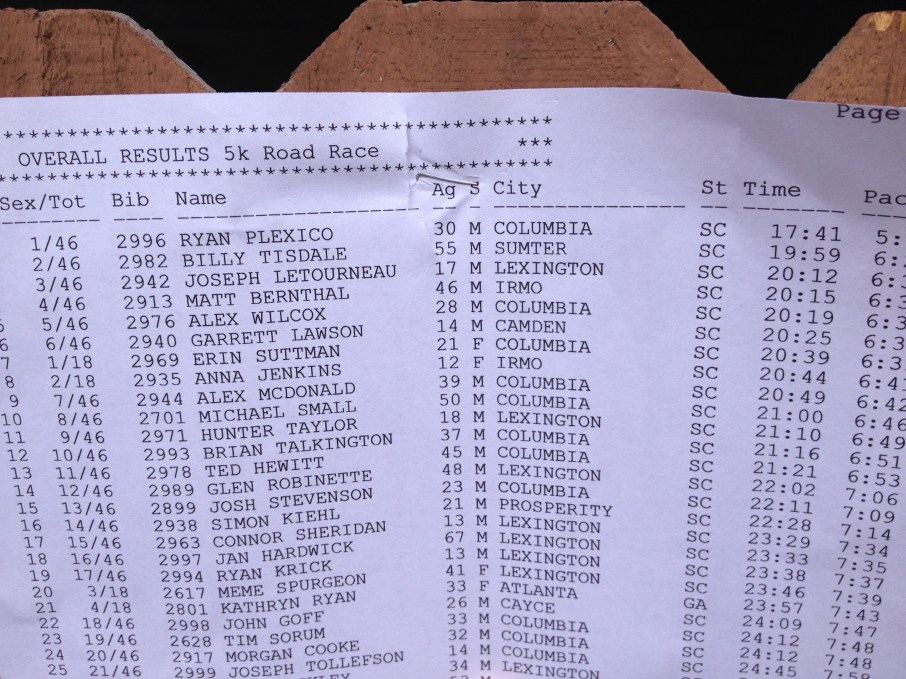 Page
*******************************************
OVERALL RESULTS 5k Road Race ***
*******************************************
Sex/Tot Bib Name Ag S City St Time
1/46 2996 RYAN PLEXICO 30 M COLUMBIA SC 17:41 5:
2/46 2982 BILLY TISDALE 55 M SUMTER SC 19:59 6:
3/46 2942 JOSEPH LETOURNEAU 17 M LEXINGTON SC 20:12 6:3
4/46 2913 MATT BERNTHAL 46 M IRMO SC 20:15 6:3
5 5/46 2976 ALEX WILCOX 28 M COLUMBIA SC 20:19 6:3
6 6/46 2940 GARRETT LAWSON 14 M CAMDEN SC 20:25 6:3
7 1/18 2969 ERIN SUTTMAN 21 F COLUMBIA SC 20:39 6:3
8 2/18 2935 ANNA JENKINS 12 F IRMO SC 20:44 6:41
9 7/46 2944 ALEX MCDONALD 39 M COLUMBIA SC 20:49 6:42
10 8/46 2701 MICHAEL SMALL 50 M COLUMBIA SC 21:00 6:46
11 9/46 2971 HUNTER TAYLOR 18 M LEXINGTON SC 21:10 6:49
12 10/46 2993 BRIAN TALKINGTON 37 M COLUMBIA SC 21:16 6:51
13 11/46 2978 TED HEWITT 45 M COLUMBIA SC 21:21 6:53
14 12/46 2989 GLEN ROBINETTE 48 M LEXINGTON SC 22:02 7:06
15 13/46 2899 JOSH STEVENSON 23 M COLUMBIA SC 22:11 7:09
16 14/46 2938 SIMON KIEHL 21 M PROSPERITY SC 22:28 7:14
17 15/46 2963 CONNOR SHERIDAN 13 M LEXINGTON SC 23:29 7:34
18 16/46 2997 JAN HARDWICK 67 M LEXINGTON SC 23:33 7:35
19 17/46 2994 RYAN KRICK 13 M LEXINGTON SC 23:38 7:37
20 3/18 2617 MEME SPURGEON 41 F LEXINGTON SC 23:46 7:39
21 4/18 2801 KATHRYN RYAN 33 F ATLANTA GA 23:57 7:43
22 18/46 2998 JOHN GOFF 26 M CAYCE SC 24:09 7:47
23 19/46 2628 TIM SORUM 33 M COLUMBIA SC 24:12 7:48
24 20/46 2917 MORGAN COOKE 32 M COLUMBIA SC 24:12 7:48
25 21/46 2999 JOSEPH TOLLEFSON 14 M COLUMBIA SC 24:45 7:58
34 M LEXINGTON